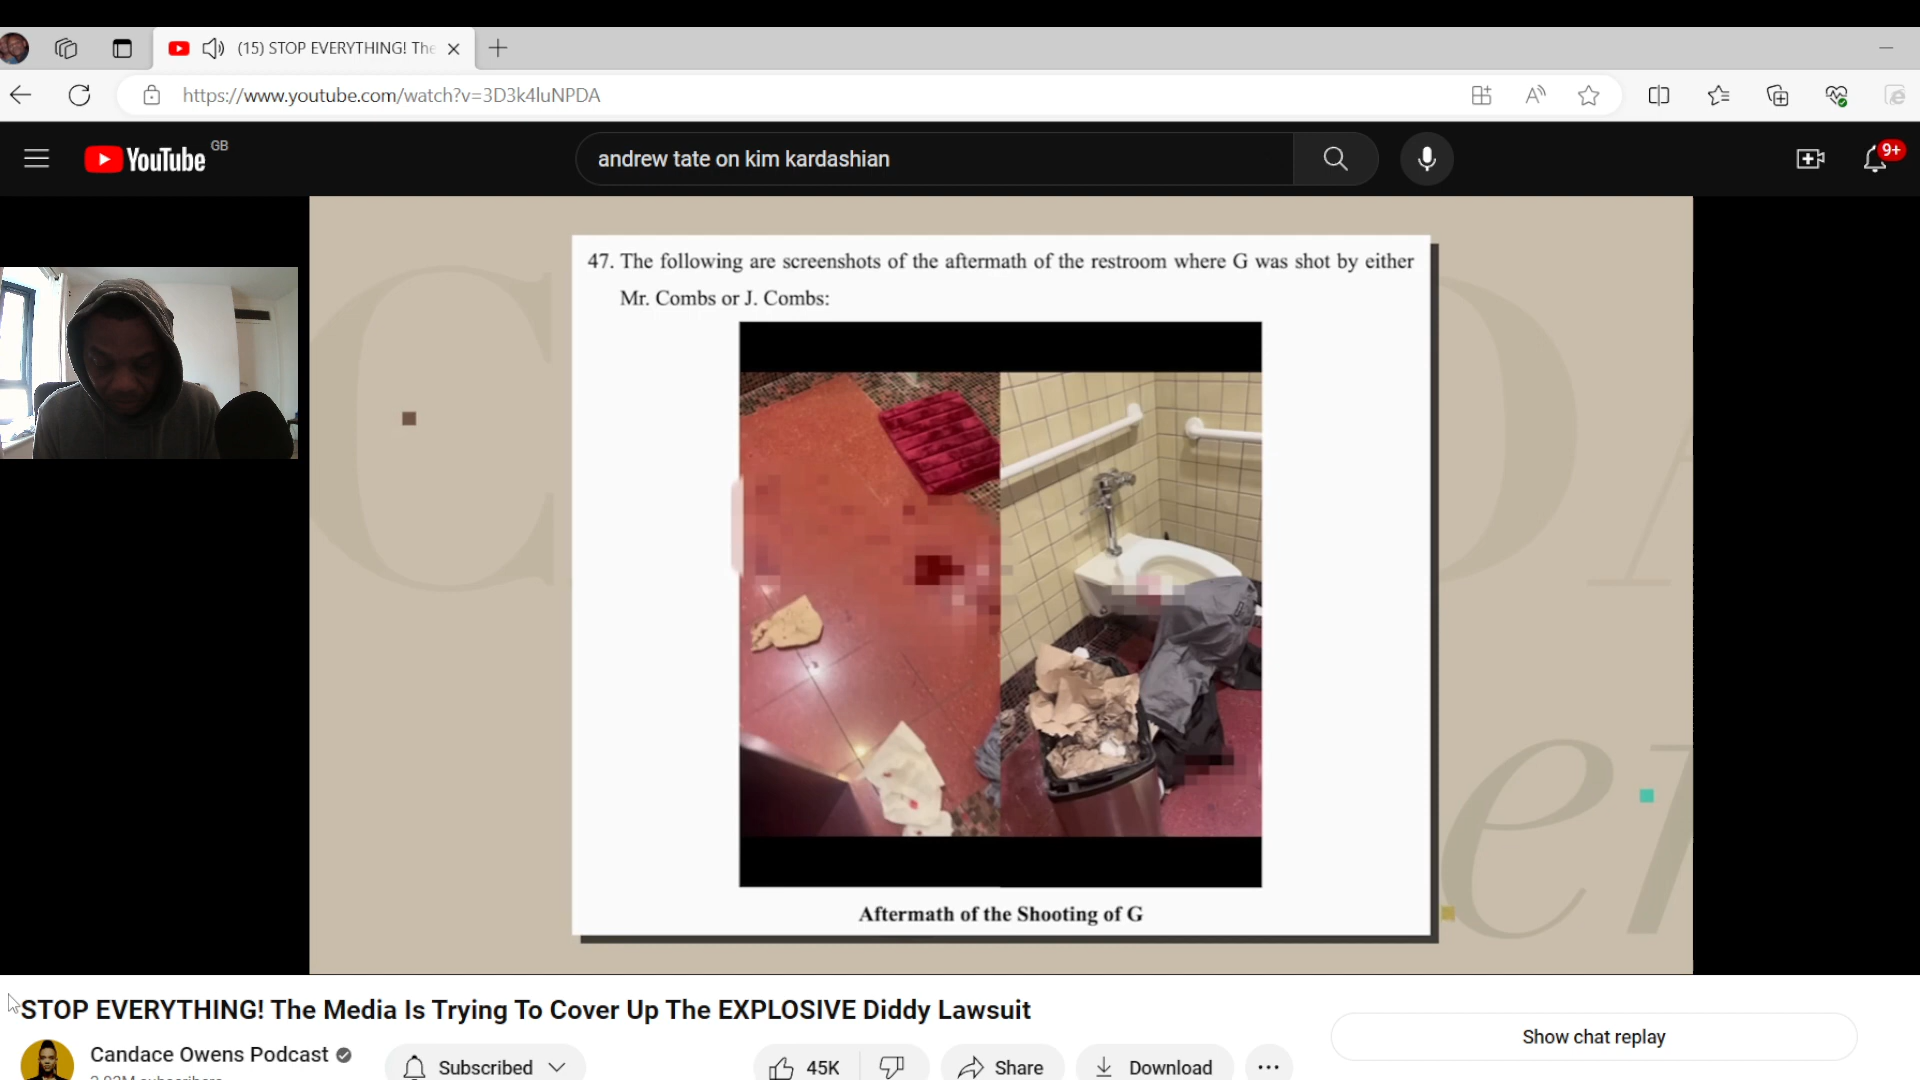 (15) STOP EVERYTHING! The
https://www.youtube.com/watch?v=3D3k4luNPDA
YouTube GB
andrew tate on kim kardashian
9+
47. The following are screenshots of the aftermath of the restroom where G was shot by either
Mr. Combs or J. Combs:
Aftermath of the Shooting of G
STOP EVERYTHING! The Media Is Trying To Cover Up The EXPLOSIVE Diddy Lawsuit
Show chat replay
Candace Owens Podcast
Subscribed
45K
Share
Download